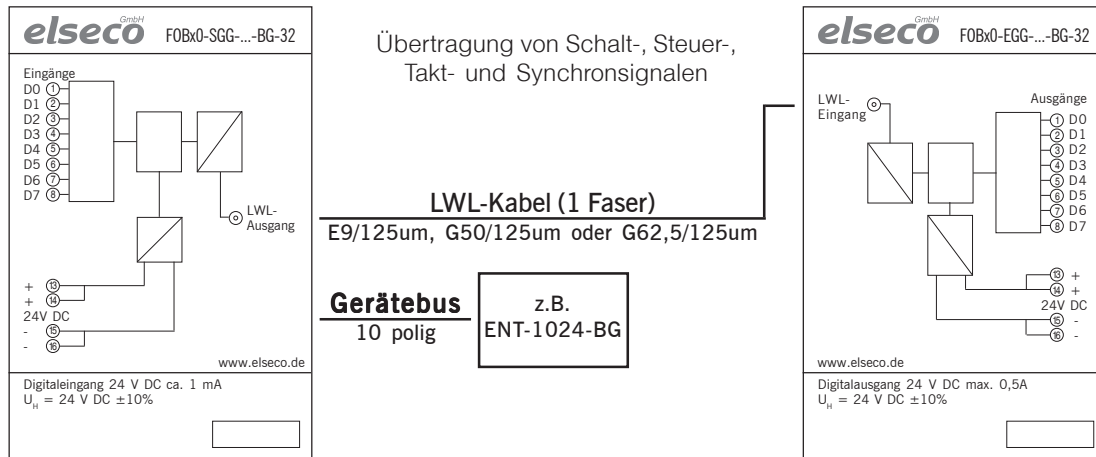 elseco GmbH FOBx0-SGG-...-BG-32
Eingänge
D0 1
D1 2
D2 3
D3 4
D4 5
D5 6
D6 7
D7 8
LWL-
Ausgang
+ 13
+ 14
24V DC
- 15
- 16
www.elseco.de
Digitaleingang 24 V DC ca. 1 mA
UH = 24 V DC ±10%
Übertragung von Schalt-, Steuer-,
Takt- und Synchronsignalen
LWL-Kabel (1 Faser)
E9/125um, G50/125um oder G62,5/125um
Gerätebus
10 polig
z.B.
ENT-1024-BG
elseco GmbH FOBx0-EGG-...-BG-32
LWL-
Eingang
Ausgänge
1 D0
2 D1
3 D2
4 D3
5 D4
6 D5
7 D6
8 D7
13 +
14 +
24V DC
15 -
16 -
www.elseco.de
Digitalausgang 24 V DC max. 0,5A
UH = 24 V DC ±10%